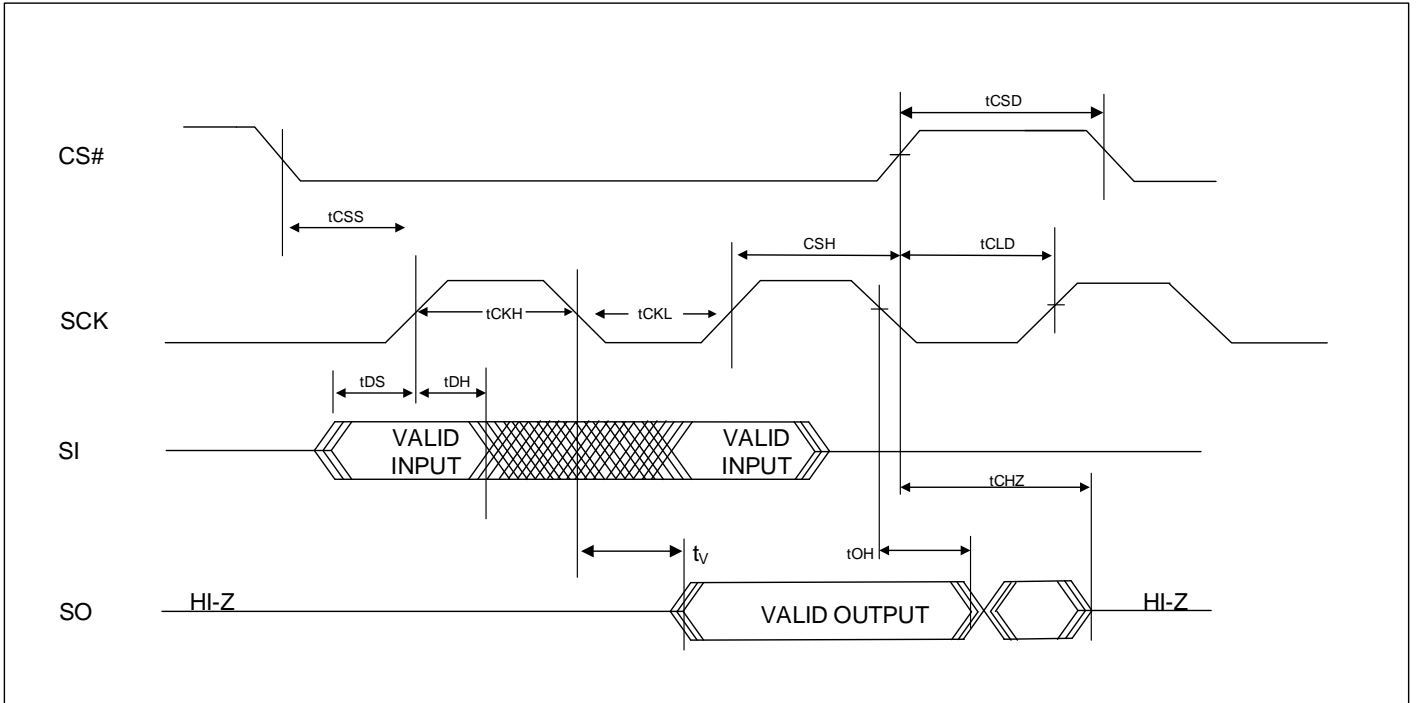 tCSD
CS#
tCSS
CSH
tCLD
SCK
tCKH
tCKL
tDS
tDH
SI
VALID
INPUT
VALID
INPUT
tCHZ
tV
tOH
SO
HI-Z
VALID OUTPUT
HI-Z